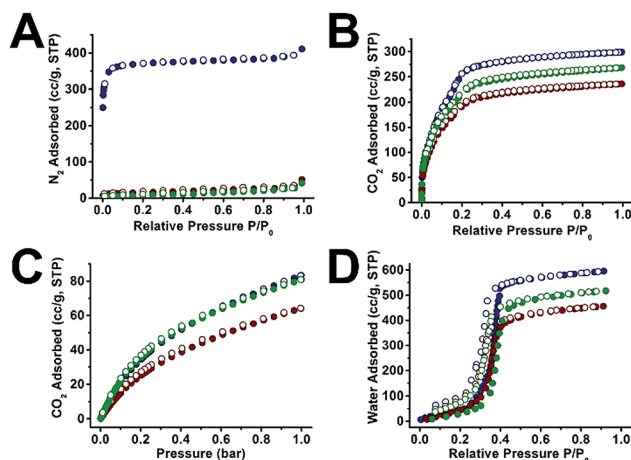 A
N₂ Adsorbed (cc/g, STP)
400
300
200
100
0
0.0 0.2 0.4 0.6 0.8 1.0
Relative Pressure P/P₀
B
CO₂ Adsorbed (cc/g, STP)
300
250
200
150
100
50
0
0.0 0.2 0.4 0.6 0.8 1.0
Relative Pressure P/P₀
C
CO₂ Adsorbed (cc/g, STP)
80
60
40
20
0
0.0 0.2 0.4 0.6 0.8 1.0
Pressure (bar)
D
Water Adsorbed (cc/g, STP)
600
500
400
300
200
100
0
0.0 0.2 0.4 0.6 0.8 1.0
Relative Pressure P/P₀